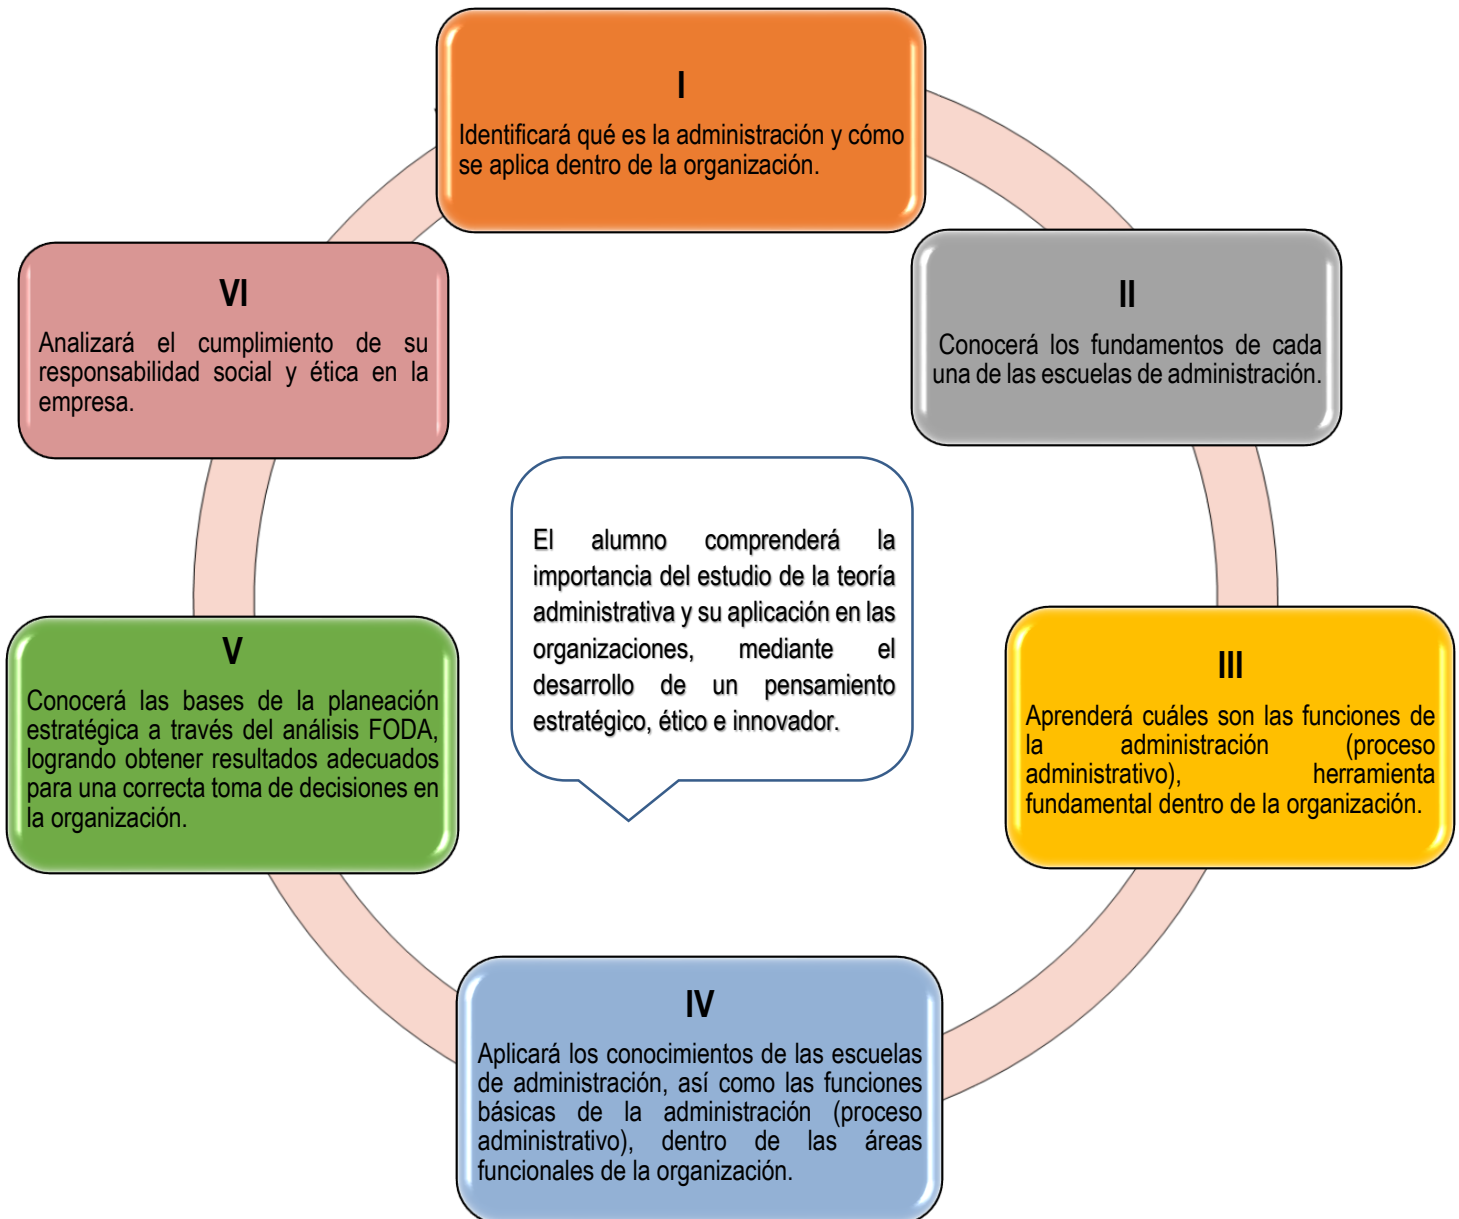 I
Identificará qué es la administración y cómo
se aplica dentro de la organización.
II
Conocerá los fundamentos de cada
una de las escuelas de administración.
III
Aprenderá cuáles son las funciones de
la administración (proceso
administrativo), herramienta
fundamental dentro de la organización.
IV
Aplicará los conocimientos de las escuelas
de administración, así como las funciones
básicas de la administración (proceso
administrativo), dentro de las áreas
funcionales de la organización.
V
Conocerá las bases de la planeación
estratégica a través del análisis FODA,
logrando obtener resultados adecuados
para una correcta toma de decisiones en
la organización.
VI
Analizará el cumplimiento de su
responsabilidad social y ética en la
empresa.
El alumno comprenderá la
importancia del estudio de la teoría
administrativa y su aplicación en las
organizaciones, mediante el
desarrollo de un pensamiento
estratégico, ético e innovador.